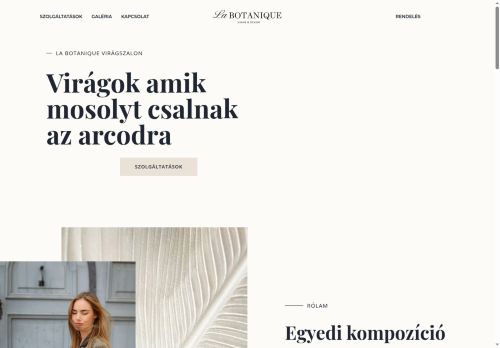 SZOLGÁLTATÁSOK GALÉRIA KAPCSOLAT
La BOTANIQUE
RENDELÉS
LA BOTANIQUE VIRÁGSZALON
Virágok amik
mosolyt csalnak
az arcodra
SZOLGÁLTATÁSOK
RÓLAM
Egyedi kompozíció